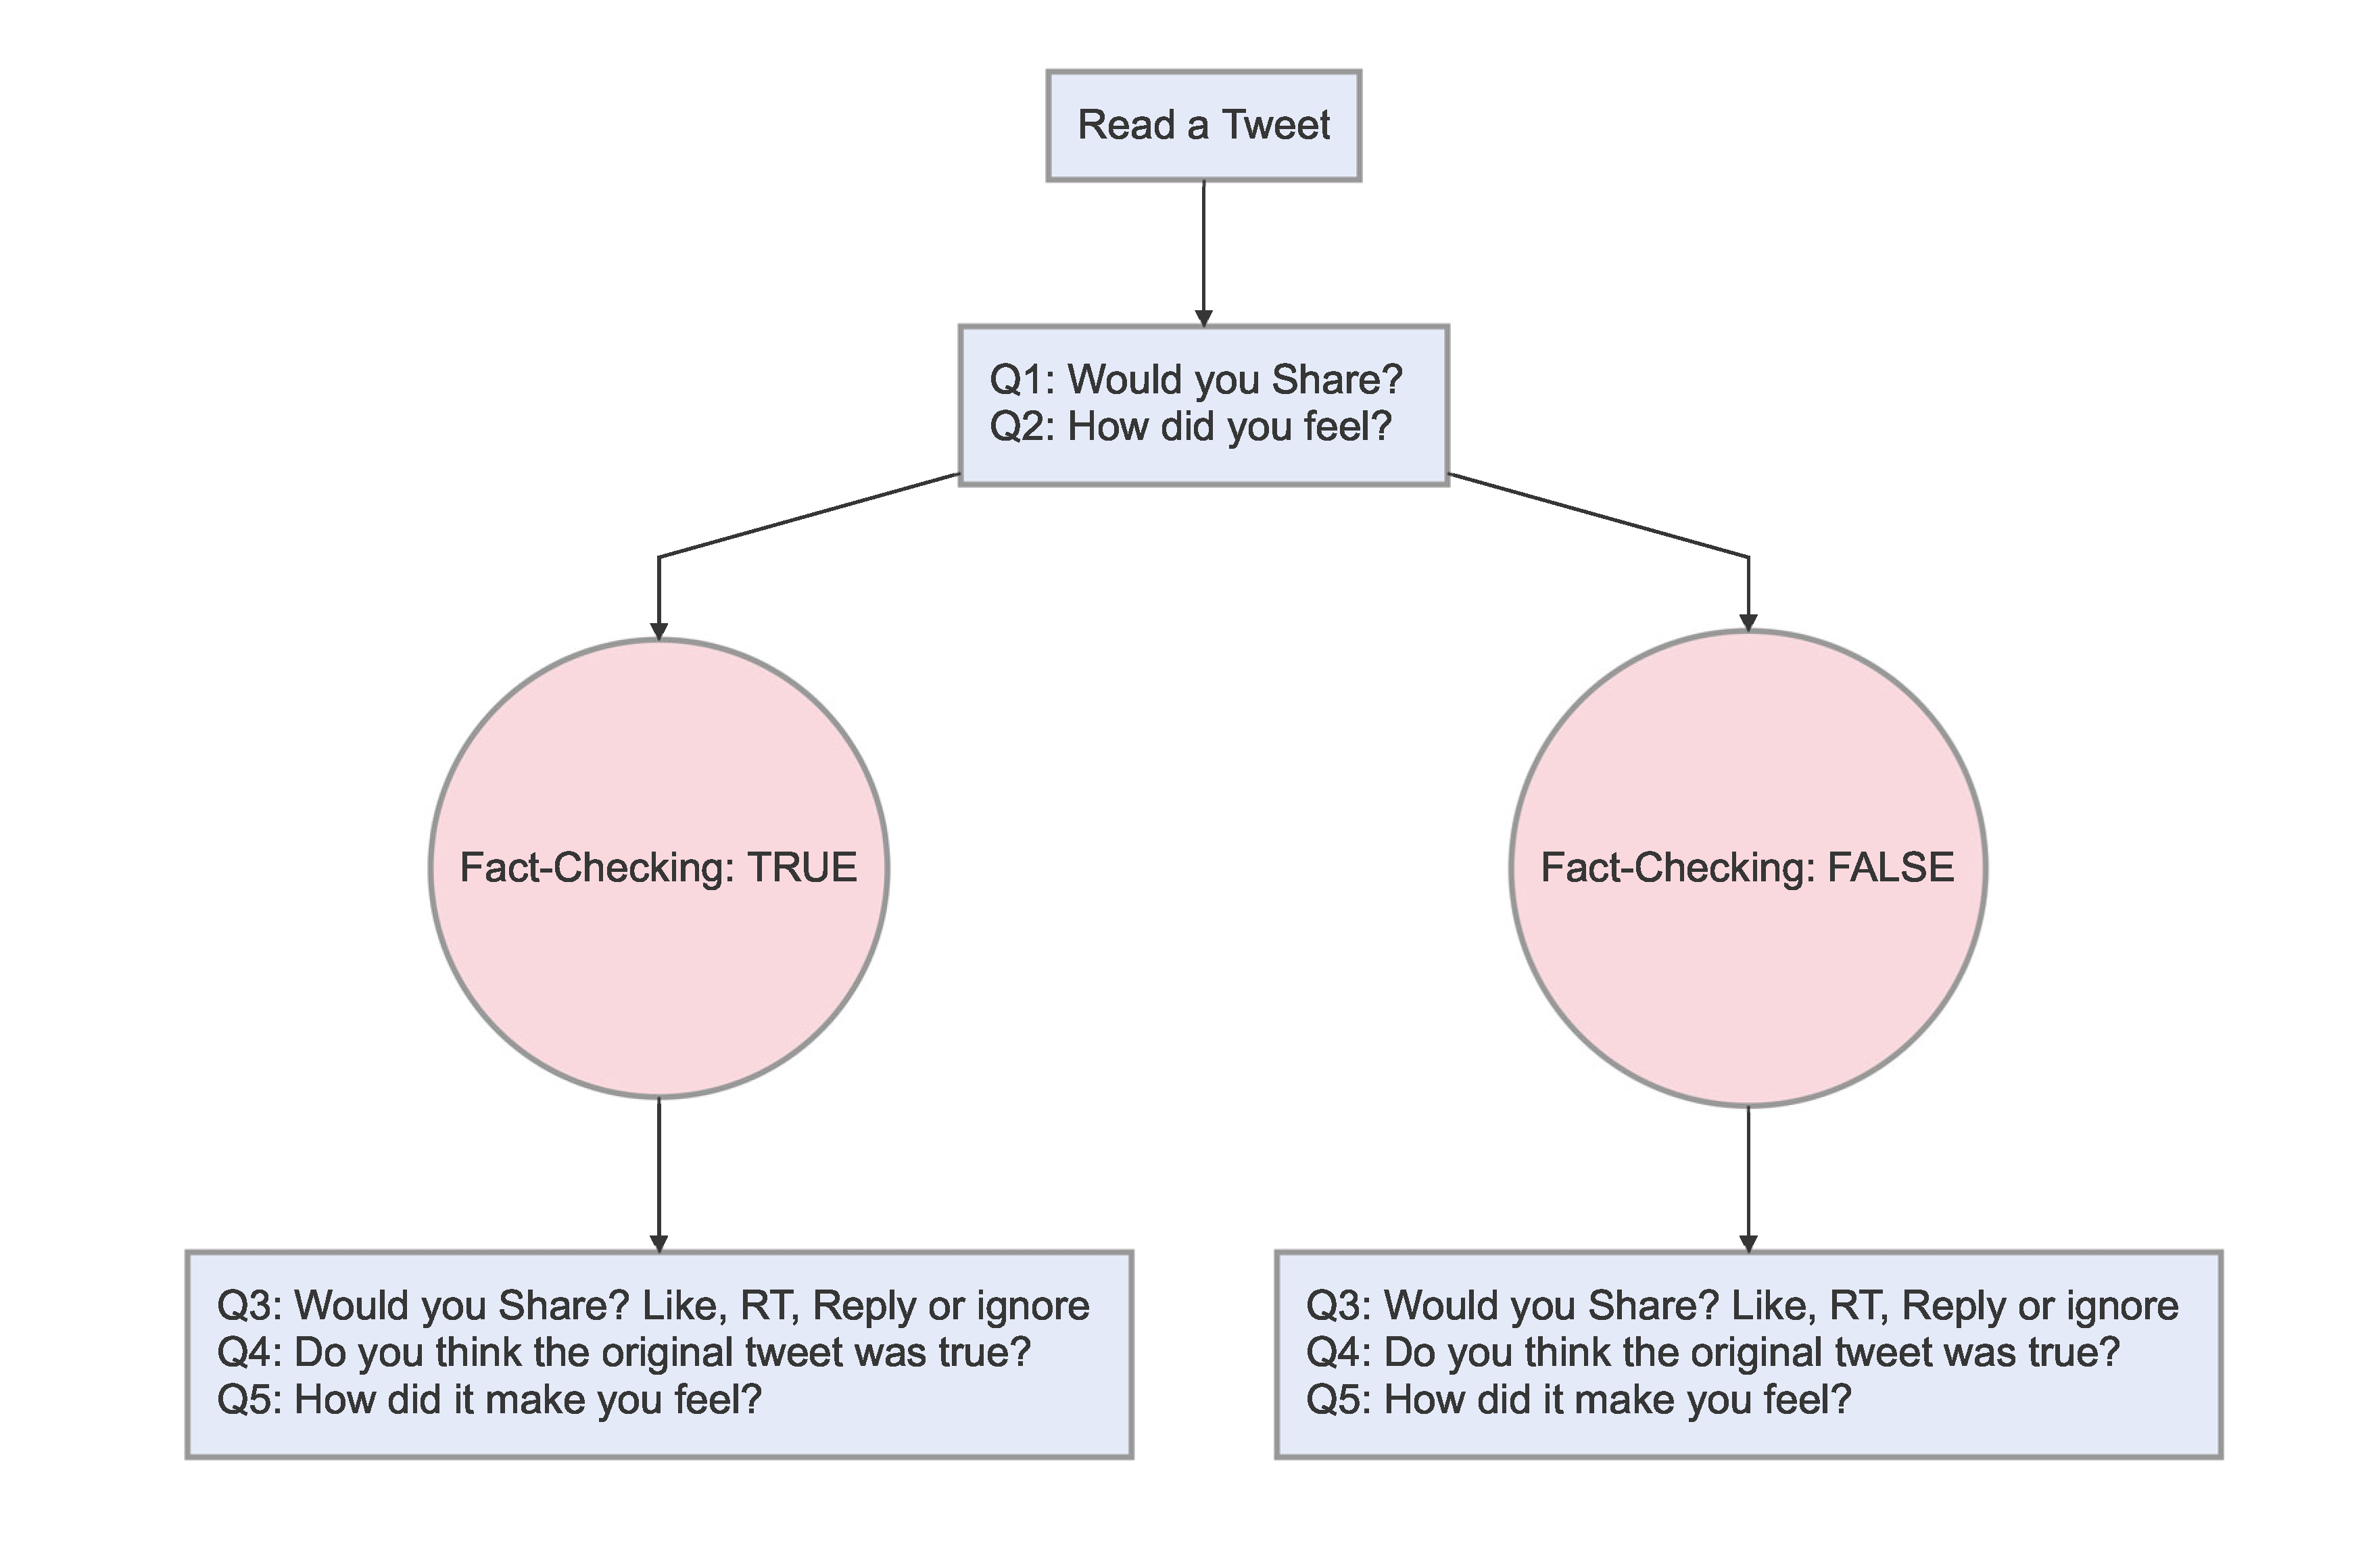 Read a Tweet
Q1: Would you Share?
Q2: How did you feel?
Fact-Checking: TRUE
Fact-Checking: FALSE
Q3: Would you Share? Like, RT, Reply or ignore
Q4: Do you think the original tweet was true?
Q5: How did it make you feel?
Q3: Would you Share? Like, RT, Reply or ignore
Q4: Do you think the original tweet was true?
Q5: How did it make you feel?